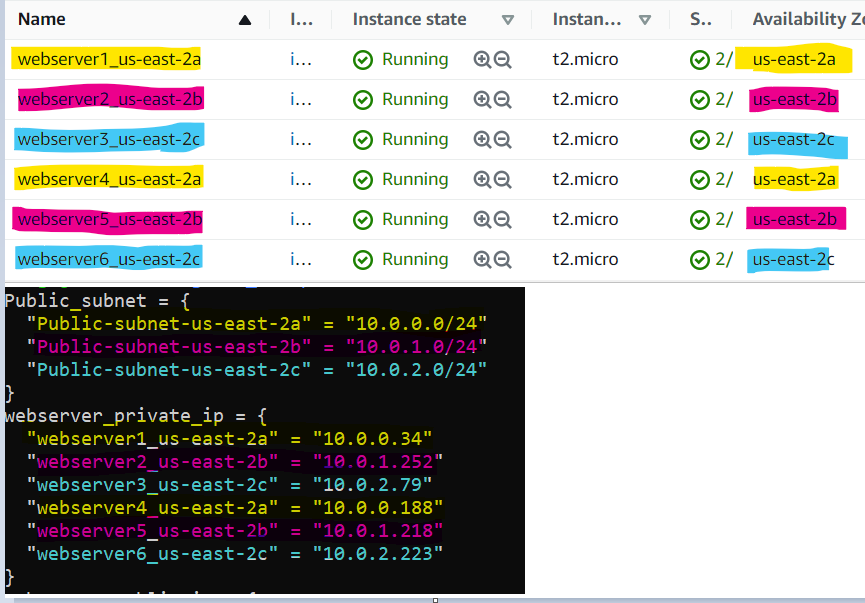 Name I... Instance state Instan... S.. Availability Ze
webserver1_us-east-2a i... Running t2.micro 2/ us-east-2a
webserver2_us-east-2b i... Running t2.micro 2/ us-east-2b
webserver3_us-east-2c i... Running t2.micro 2/ us-east-2c
webserver4_us-east-2a i... Running t2.micro 2/ us-east-2a
webserver5_us-east-2b i... Running t2.micro 2/ us-east-2b
webserver6_us-east-2c i... Running t2.micro 2/ us-east-2c
Public_subnet = {
"Public-subnet-us-east-2a" = "10.0.0.0/24"
"Public-subnet-us-east-2b" = "10.0.1.0/24"
"Public-subnet-us-east-2c" = "10.0.2.0/24"
}
webserver_private_ip = {
"webserver1_us-east-2a" = "10.0.0.34"
"webserver2_us-east-2b" = "10.0.1.252"
"webserver3_us-east-2c" = "10.0.2.79"
"webserver4_us-east-2a" = "10.0.0.188"
"webserver5_us-east-2b" = "10.0.1.218"
"webserver6_us-east-2c" = "10.0.2.223"
}